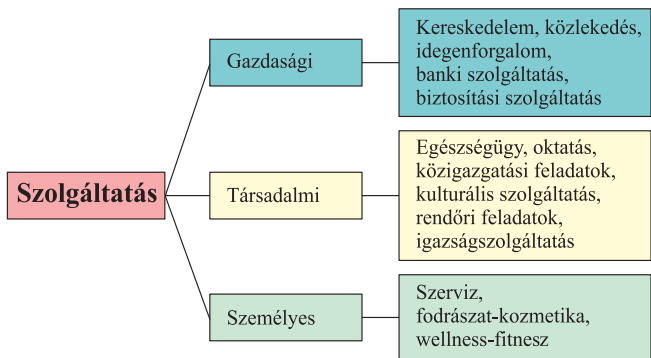 Szolgáltatás
Gazdasági
Kereskedelem, közlekedés,
idegenforgalom,
banki szolgáltatás,
biztosítási szolgáltatás
Társadalmi
Egészségügy, oktatás,
közigazgatási feladatok,
kulturális szolgáltatás,
rendőri feladatok,
igazságszolgáltatás
Személyes
Szerviz,
fodrászat-kozmetika,
wellness-fitnesz